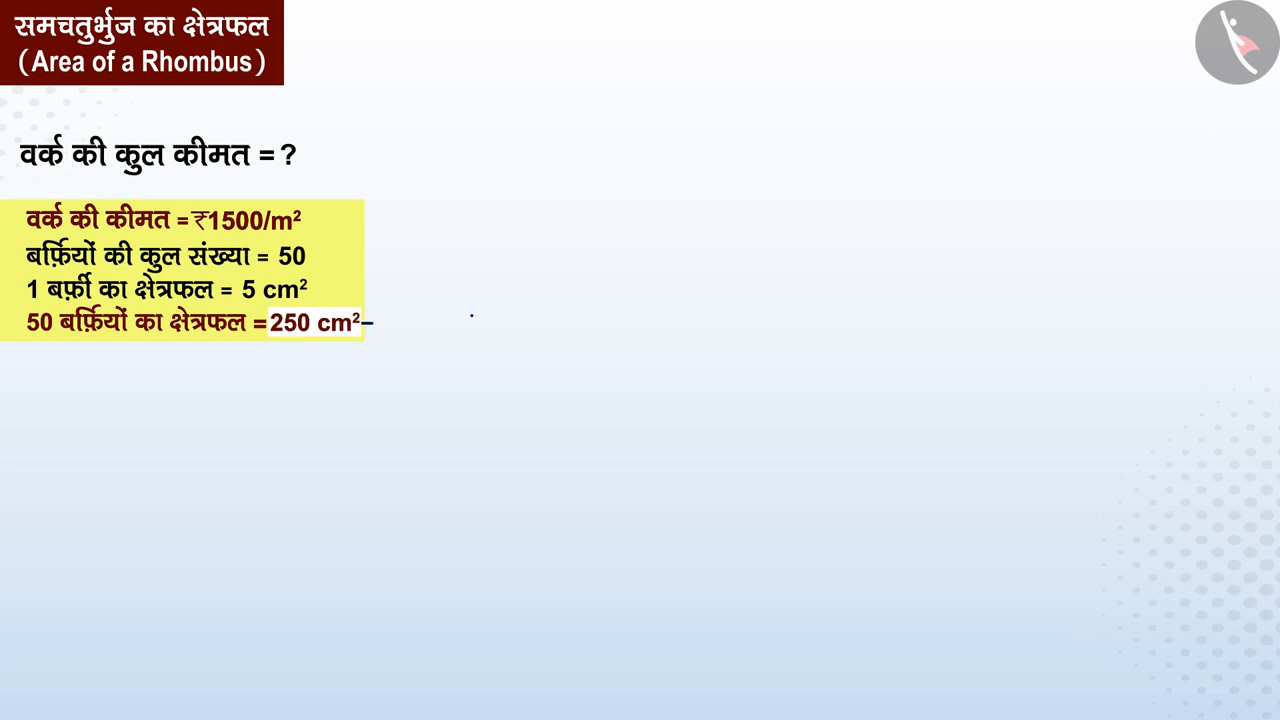 समचतुर्भुज का क्षेत्रफल
(Area of a Rhombus)
वर्क की कुल कीमत = ?
वर्क की कीमत = ₹1500/m²
बर्फ़ियों की कुल संख्या = 50
1 बर्फ़ी का क्षेत्रफल = 5 cm²
50 बर्फ़ियों का क्षेत्रफल = 250 cm²